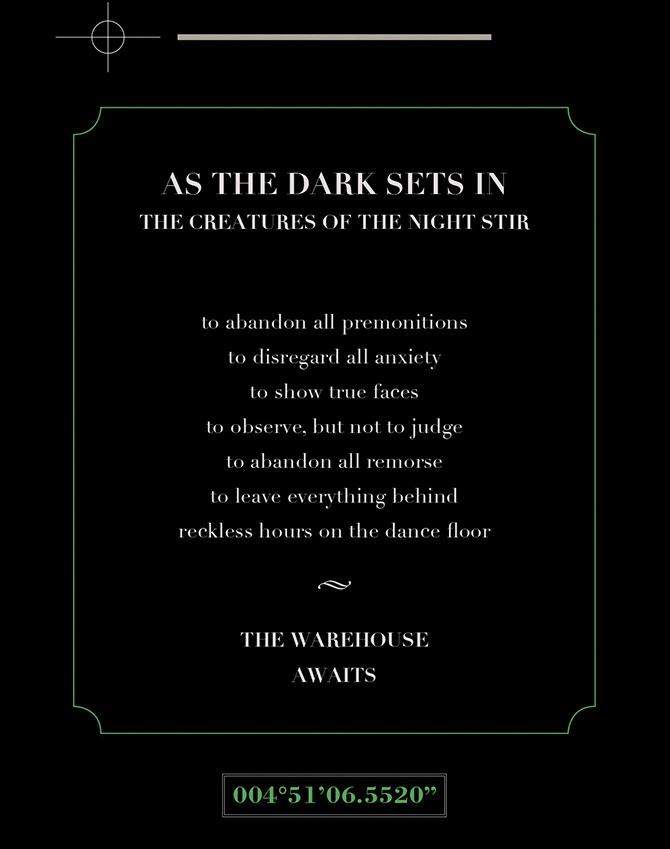 AS THE DARK SETS IN
THE CREATURES OF THE NIGHT STIR
to abandon all premonitions
to disregard all anxiety
to show true faces
to observe, but not to judge
to abandon all remorse
to leave everything behind
reckless hours on the dance floor
THE WAREHOUSE
AWAITS
004°51’06.5520”